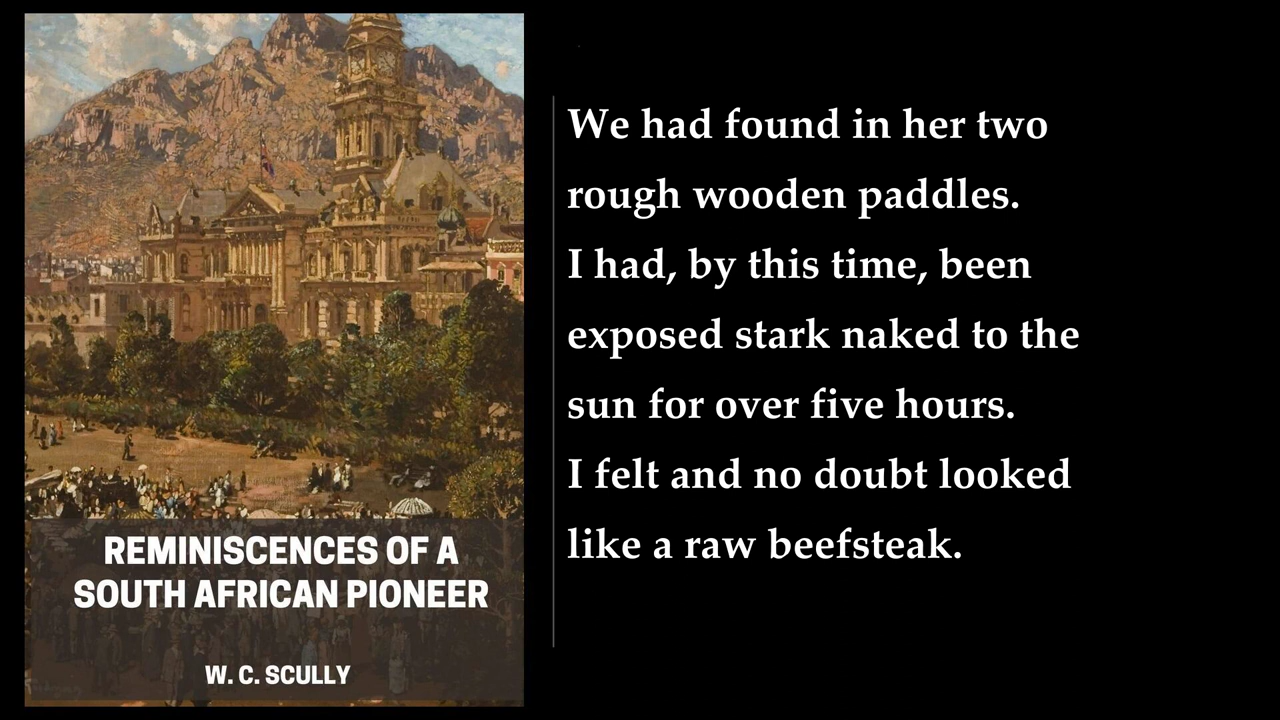 REMINISCENCES OF A
SOUTH AFRICAN PIONEER
W. C. SCULLY
We had found in her two
rough wooden paddles.
I had, by this time, been
exposed stark naked to the
sun for over five hours.
I felt and no doubt looked
like a raw beefsteak.